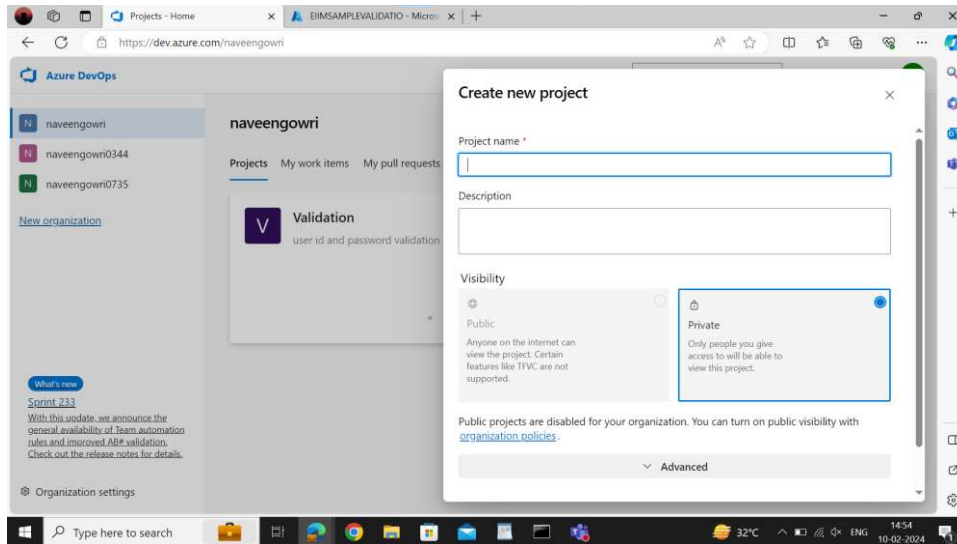 Projects - Home
EIIMSAMPLEVALIDATIO - Micros
https://dev.azure.com/naveengowri
Azure DevOps
N naveengowri
N naveengowri0344
N naveengowri0735
New organization
What's new
Sprint 233
With this update, we announce the
general availability of Team automation
rules and improved AB# validation.
Check out the release notes for details.
Organization settings
naveengowri
Projects My work items My pull requests
V
Validation
user id and password validation
Create new project
Project name *
Description
Visibility
Public
Anyone on the internet can
view the project. Certain
features like TFVC are not
supported.
Private
Only people you give
access to will be able to
view this project.
Public projects are disabled for your organization. You can turn on public visibility with
organization policies.
Advanced
Type here to search
32°C
ENG
14:54
10-02-2024